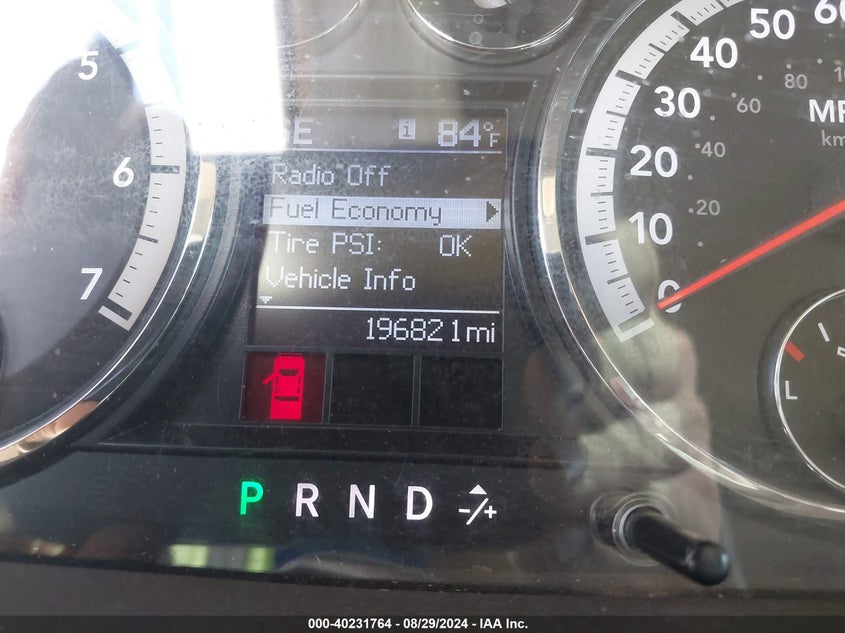 5
6
7
E i 84°F
Radio Off
Fuel Economy
Tire PSI: OK
Vehicle Info
196821mi
P R N D -/+
0
10
20
30
40
50
20
40
60
80
L
000-40231764 - 08/29/2024 - IAA Inc.